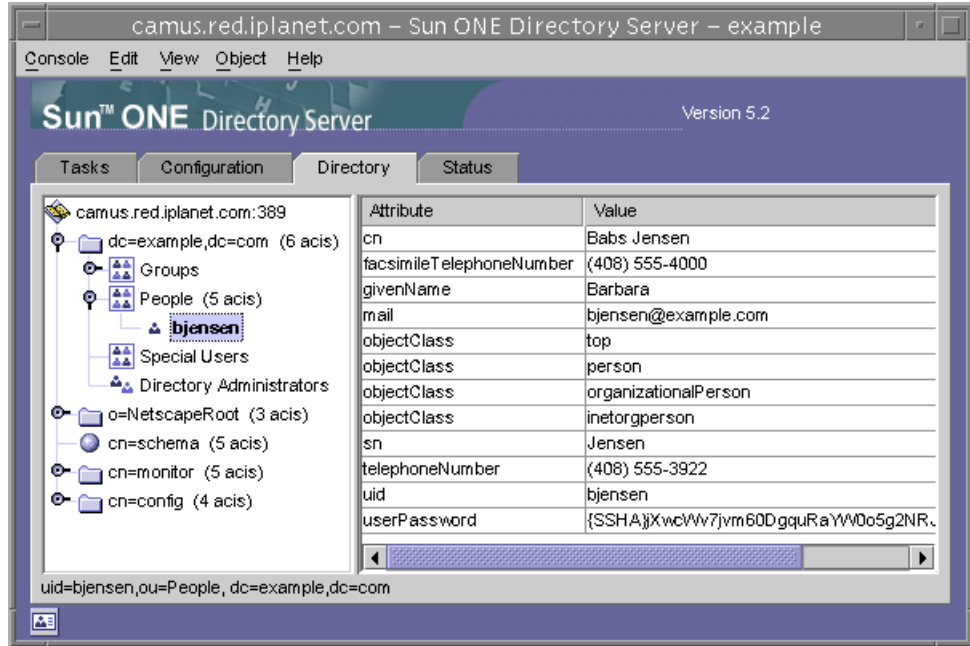 camus.red.iplanet.com – Sun ONE Directory Server – example
Console Edit View Object Help
Sun™ ONE Directory Server
Version 5.2
Tasks Configuration Directory Status
camus.red.iplanet.com:389
dc=example,dc=com (6 acis)
Groups
People (5 acis)
bjensen
Special Users
Directory Administrators
o=NetscapeRoot (3 acis)
cn=schema (5 acis)
cn=monitor (5 acis)
cn=config (4 acis)
Attribute Value
cn Babs Jensen
facsimileTelephoneNumber (408) 555-4000
givenName Barbara
mail bjensen@example.com
objectClass top
objectClass person
objectClass organizationalPerson
objectClass inetorgperson
sn Jensen
telephoneNumber (408) 555-3922
uid bjensen
userPassword
uid=bjensen,ou=People, dc=example,dc=com